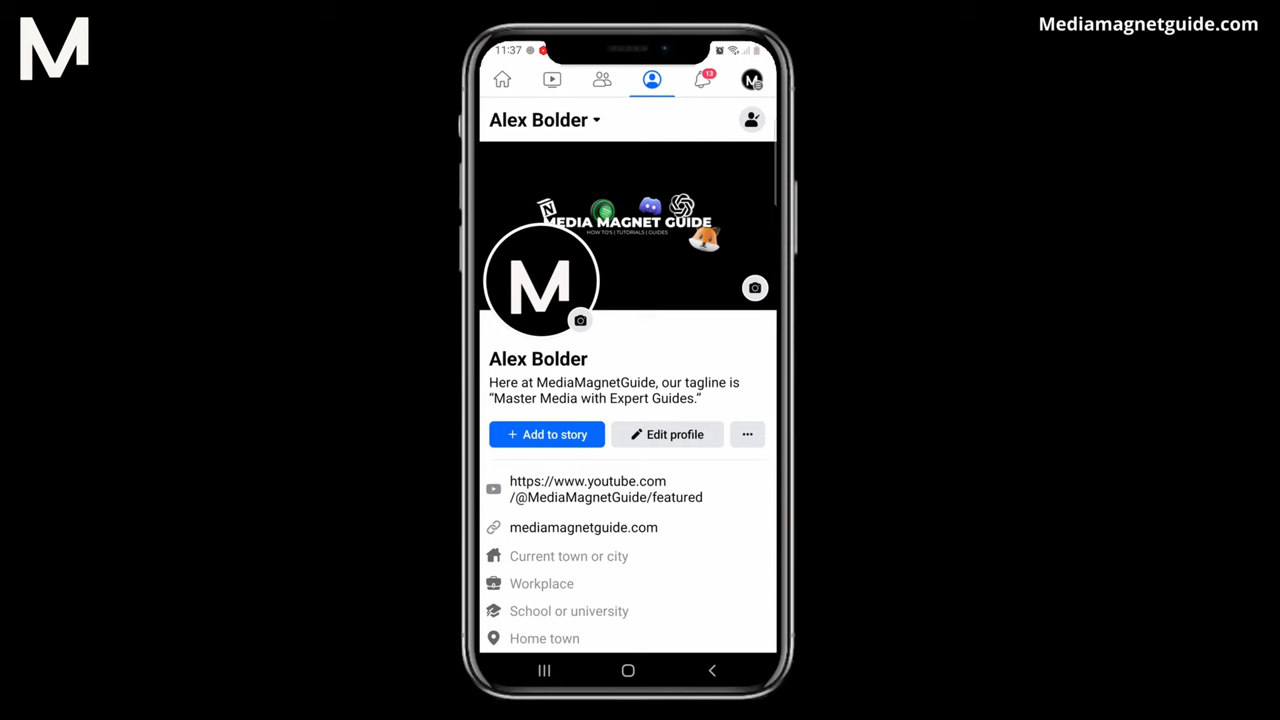 M
Mediamagnetguide.com
11:37
13
M
Alex Bolder
N
MEDIA MAGNET GUIDE
HOW TO'S | TUTORIALS | GUIDES
M
Alex Bolder
Here at MediaMagnetGuide, our tagline is
“Master Media with Expert Guides.”
+ Add to story
Edit profile
https://www.youtube.com
/@MediaMagnetGuide/featured
mediamagnetguide.com
Current town or city
Workplace
School or university
Home town